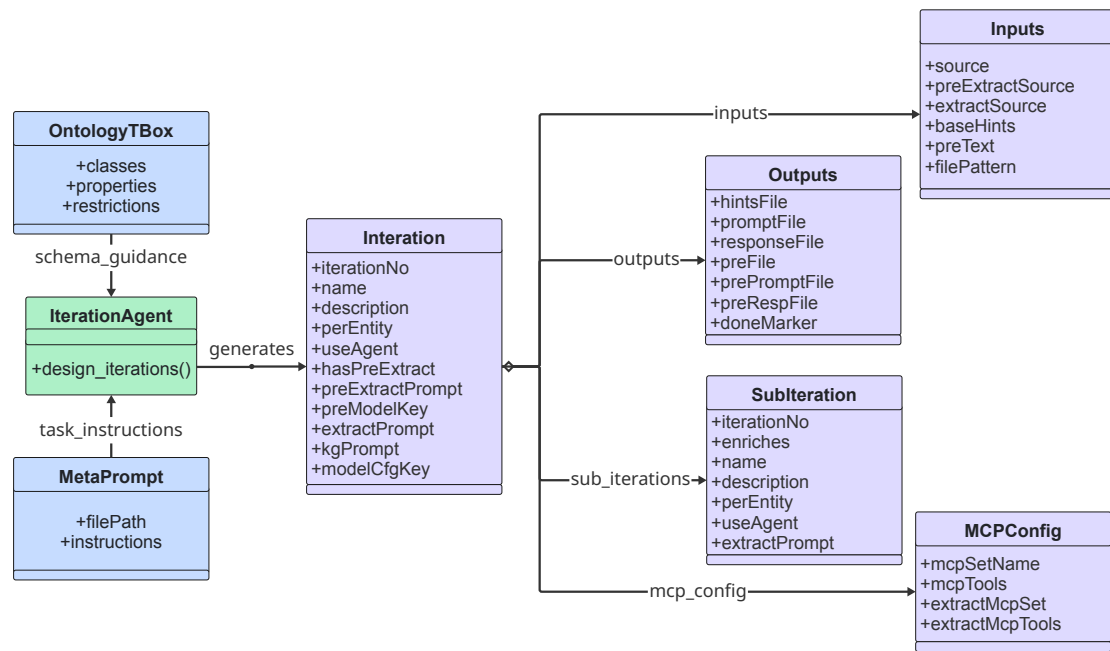 OntologyTBox
+classes
+properties
+restrictions
schema_guidance
IterationAgent
+design_iterations()
task_instructions
MetaPrompt
+filePath
+instructions
generates
Interation
+iterationNo
+name
+description
+perEntity
+useAgent
+hasPreExtract
+preExtractPrompt
+preModelKey
+extractPrompt
+kgPrompt
+modelCfgKey
inputs
Inputs
+source
+preExtractSource
+extractSource
+baseHints
+preText
+filePattern
outputs
Outputs
+hintsFile
+promptFile
+responseFile
+preFile
+prePromptFile
+preRespFile
+doneMarker
sub_iterations
SubIteration
+iterationNo
+enriches
+name
+description
+perEntity
+useAgent
+extractPrompt
mcp_config
MCPConfig
+mcpSetName
+mcpTools
+extractMcpSet
+extractMcpTools